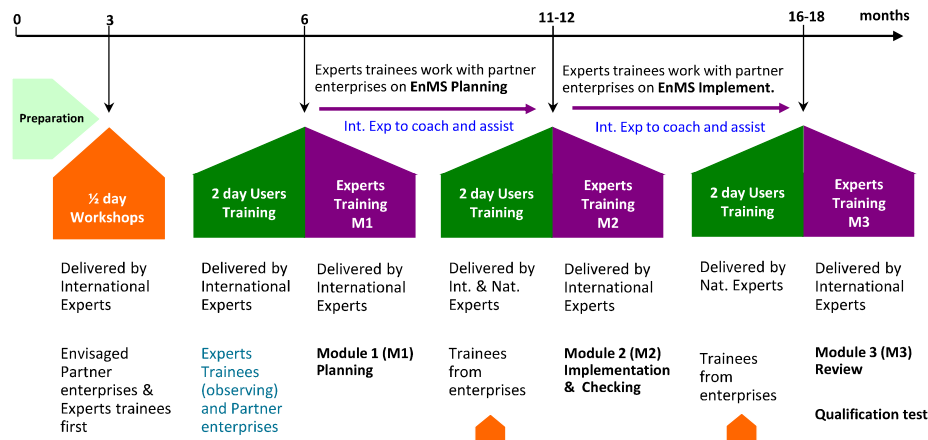 0
3
6
11-12
16-18
months
Experts trainees work with partner
enterprises on EnMS Planning
Experts trainees work with partner
enterprises on EnMS Implement.
Int. Exp to coach and assist
Int. Exp to coach and assist
Preparation
½ day
Workshops
2 day Users
Training
Experts
Training
M1
2 day Users
Training
Experts
Training
M2
2 day Users
Training
Experts
Training
M3
Delivered by
International
Experts
Delivered by
International
Experts
Delivered by
International
Experts
Delivered by
Int. & Nat.
Experts
Delivered by
International
Experts
Delivered by
Nat. Experts
Delivered by
International
Experts
Envisaged
Partner
enterprises &
Experts trainees
first
Experts
Trainees
(observing)
and Partner
enterprises
Module 1 (M1)
Planning
Trainees
from
enterprises
Module 2 (M2)
Implementation
& Checking
Trainees
from
enterprises
Module 3 (M3)
Review
Qualification test